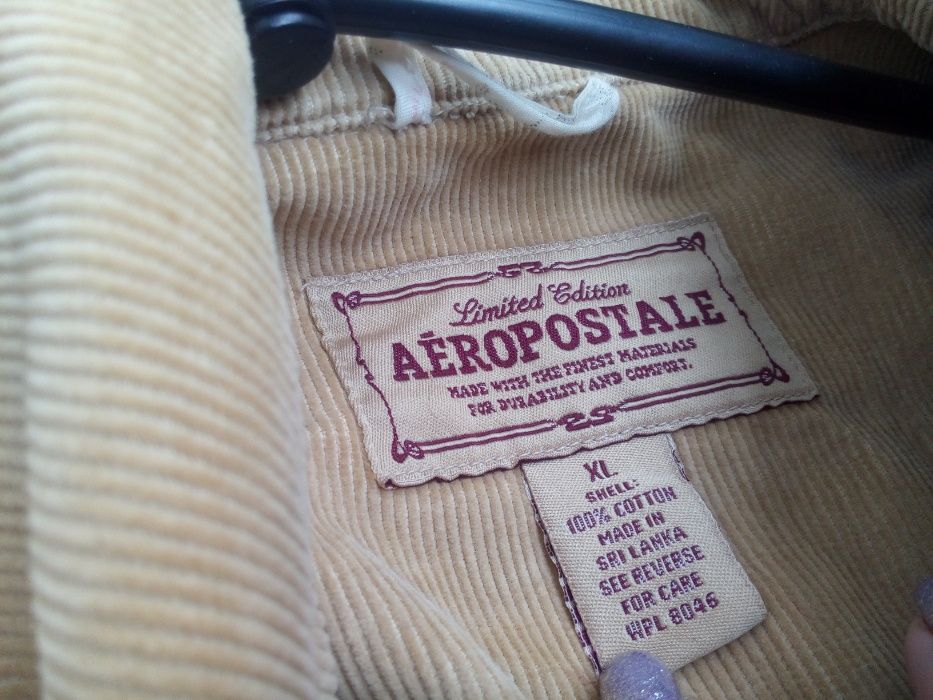 Limited Edition
AÉROPOSTALE
MADE WITH THE FINEST MATERIALS
FOR DURABILITY AND COMFORT.
XL
SHELL:
100% COTTON
MADE IN
SRI LANKA
SEE REVERSE
FOR CARE
WPL 8046